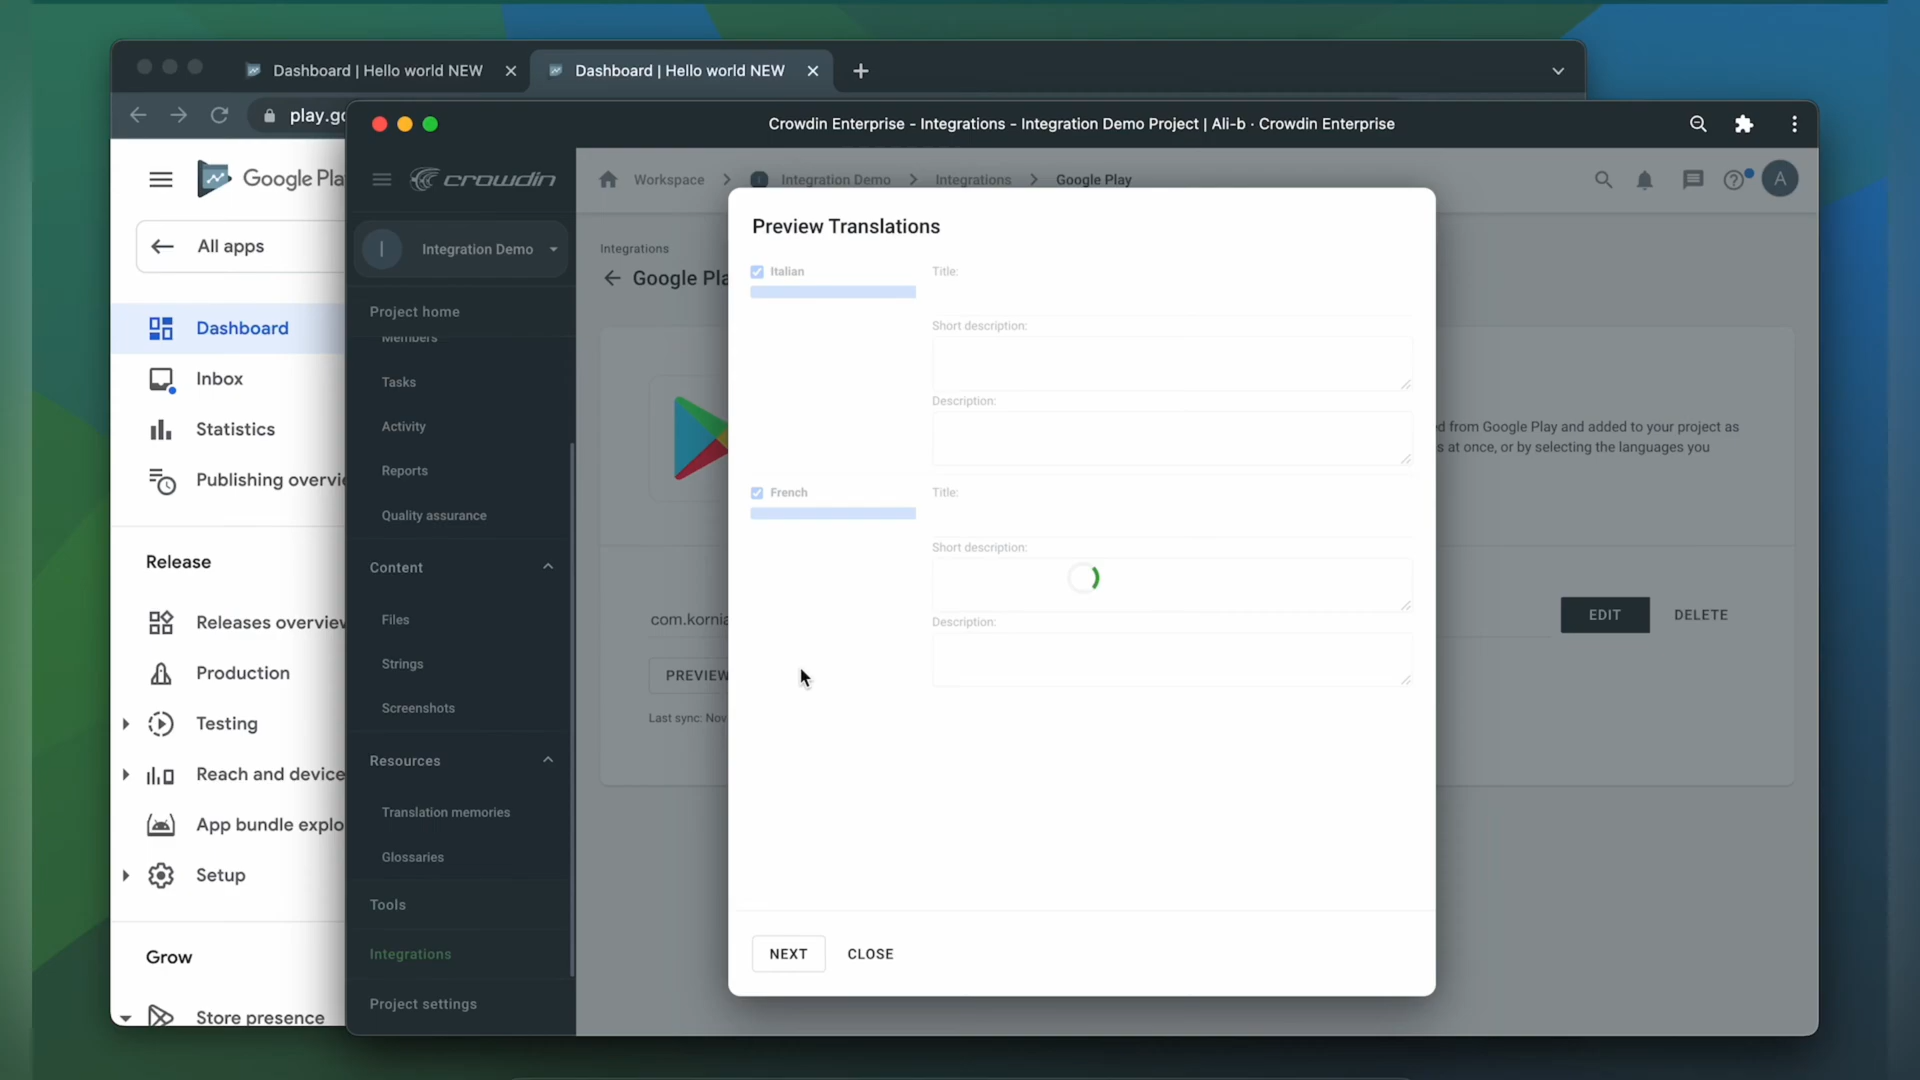 Dashboard | Hello world NEW
Dashboard | Hello world NEW
Crowdin Enterprise - Integrations - Integration Demo Project | Ali-b · Crowdin Enterprise
Google Pla
All apps
Dashboard
Inbox
Statistics
Publishing overvie
Release
Releases overview
Production
Testing
Reach and device
App bundle explo
Setup
Grow
Store presence
crowdin
Integration Demo
Project home
Members
Tasks
Activity
Reports
Quality assurance
Content
Files
Strings
Screenshots
Resources
Translation memories
Glossaries
Tools
Integrations
Project settings
Workspace
Integration Demo
Integrations
Google Play
A
Integrations
Google Pla
d from Google Play and added to your project as
s at once, or by selecting the languages you
com.kornia
EDIT
DELETE
PREVIEW
Last sync: Nov
Preview Translations
Italian
Title:
Short description:
Description:
French
Title:
Short description:
Description:
NEXT
CLOSE